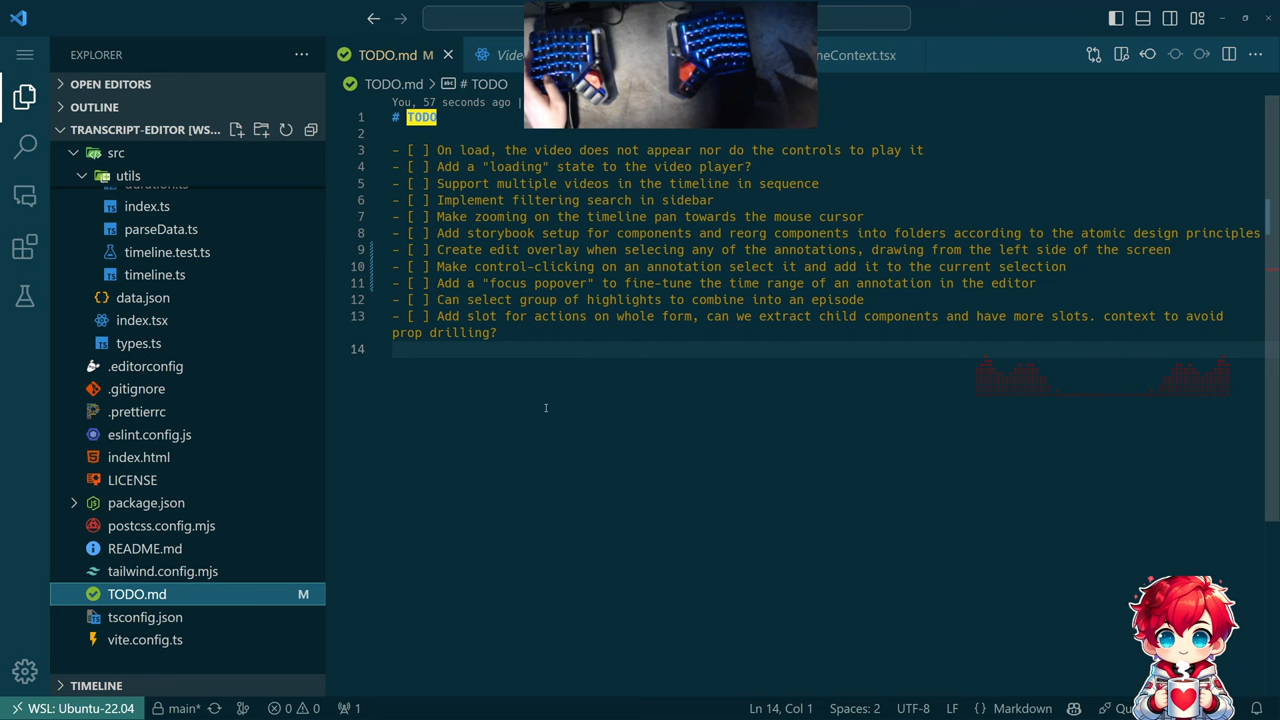 EXPLORER
OPEN EDITORS
OUTLINE
TRANSCRIPT-EDITOR [WS...
src
utils
index.ts
parseData.ts
timeline.test.ts
timeline.ts
data.json
index.tsx
types.ts
.editorconfig
.gitignore
.prettierrc
eslint.config.js
index.html
LICENSE
package.json
postcss.config.mjs
README.md
tailwind.config.mjs
TODO.md M
tsconfig.json
vite.config.ts
TIMELINE
TODO.md M
neContext.tsx
TODO.md > # TODO
You, 57 seconds ago |
1 # TODO
2
3 - [ ] On load, the video does not appear nor do the controls to play it
4 - [ ] Add a "loading" state to the video player?
5 - [ ] Support multiple videos in the timeline in sequence
6 - [ ] Implement filtering search in sidebar
7 - [ ] Make zooming on the timeline pan towards the mouse cursor
8 - [ ] Add storybook setup for components and reorg components into folders according to the atomic design principles
9 - [ ] Create edit overlay when selecing any of the annotations, drawing from the left side of the screen
10 - [ ] Make control-clicking on an annotation select it and add it to the current selection
11 - [ ] Add a "focus popover" to fine-tune the time range of an annotation in the editor
12 - [ ] Can select group of highlights to combine into an episode
13 - [ ] Add slot for actions on whole form, can we extract child components and have more slots. context to avoid
prop drilling?
14
WSL: Ubuntu-22.04 main* 0 0 1 Ln 14, Col 1 Spaces: 2 UTF-8 LF {} Markdown